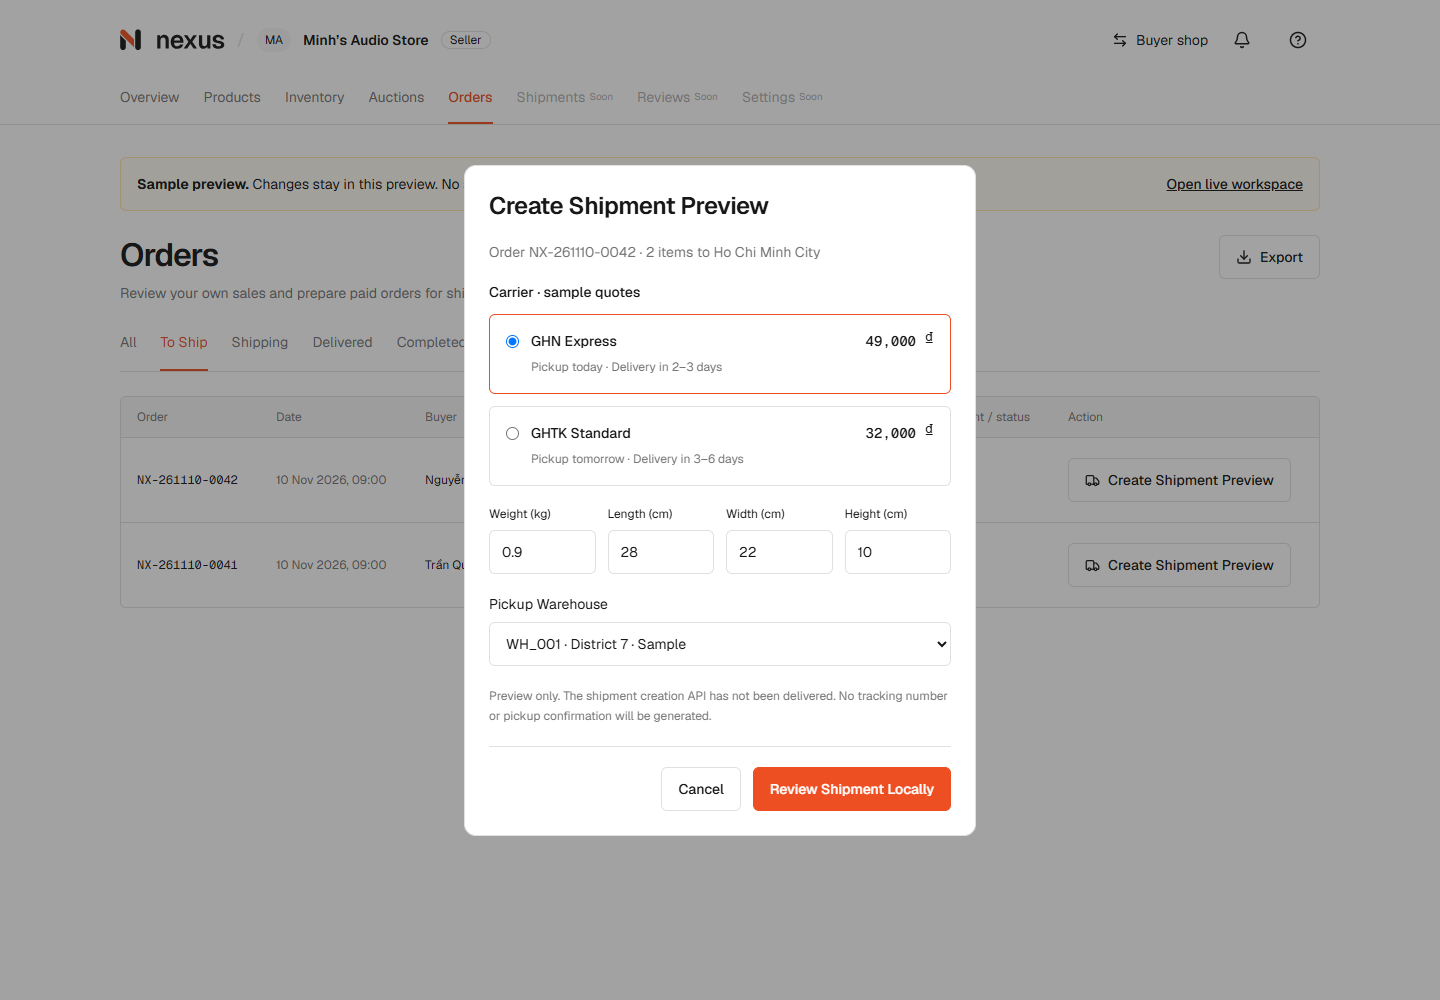 nexus / MA Minh's Audio Store Seller
Buyer shop
Overview Products Inventory Auctions Orders Shipments Soon Reviews Soon Settings Soon
Sample preview. Changes stay in this preview. No
Open live workspace
Orders
Export
Review your own sales and prepare paid orders for
All To Ship Shipping Delivered Completed
Order Date Buyer / status Action
NX-261110-0042 10 Nov 2026, 09:00 Create Shipment Preview
NX-261110-0041 10 Nov 2026, 09:00 Trần Create Shipment Preview
Create Shipment Preview
Order NX-261110-0042 · 2 items to Ho Chi Minh City
Carrier · sample quotes
GHN Express 49,000 ₫
Pickup today · Delivery in 2–3 days
GHTK Standard 32,000 ₫
Pickup tomorrow · Delivery in 3–6 days
Weight (kg) Length (cm) Width (cm) Height (cm)
0.9 28 22 10
Pickup Warehouse
WH_001 · District 7 · Sample
Preview only. The shipment creation API has not been delivered. No tracking number
or pickup confirmation will be generated.
Cancel
Review Shipment Locally